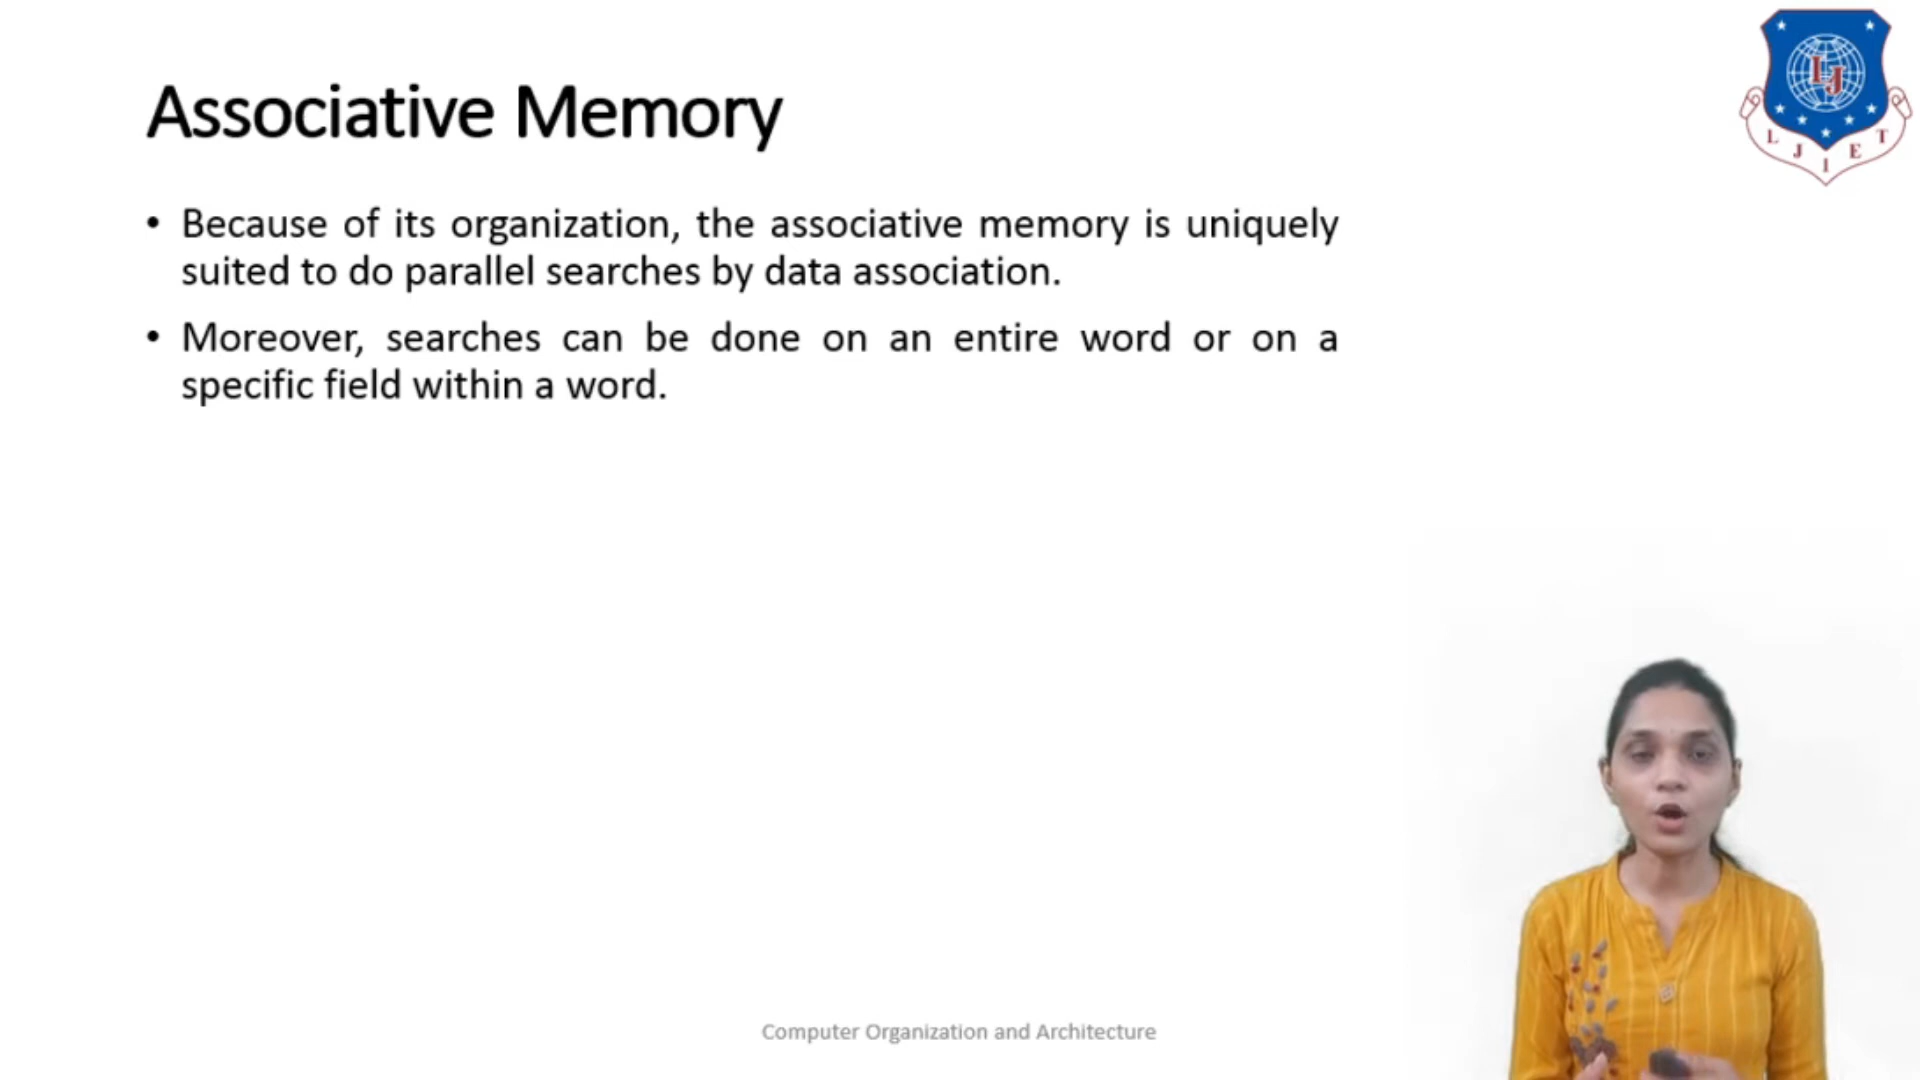 Associative Memory
• Because of its organization, the associative memory is uniquely
suited to do parallel searches by data association.
• Moreover, searches can be done on an entire word or on a
specific field within a word.
LJ
L J I E T
Computer Organization and Architecture